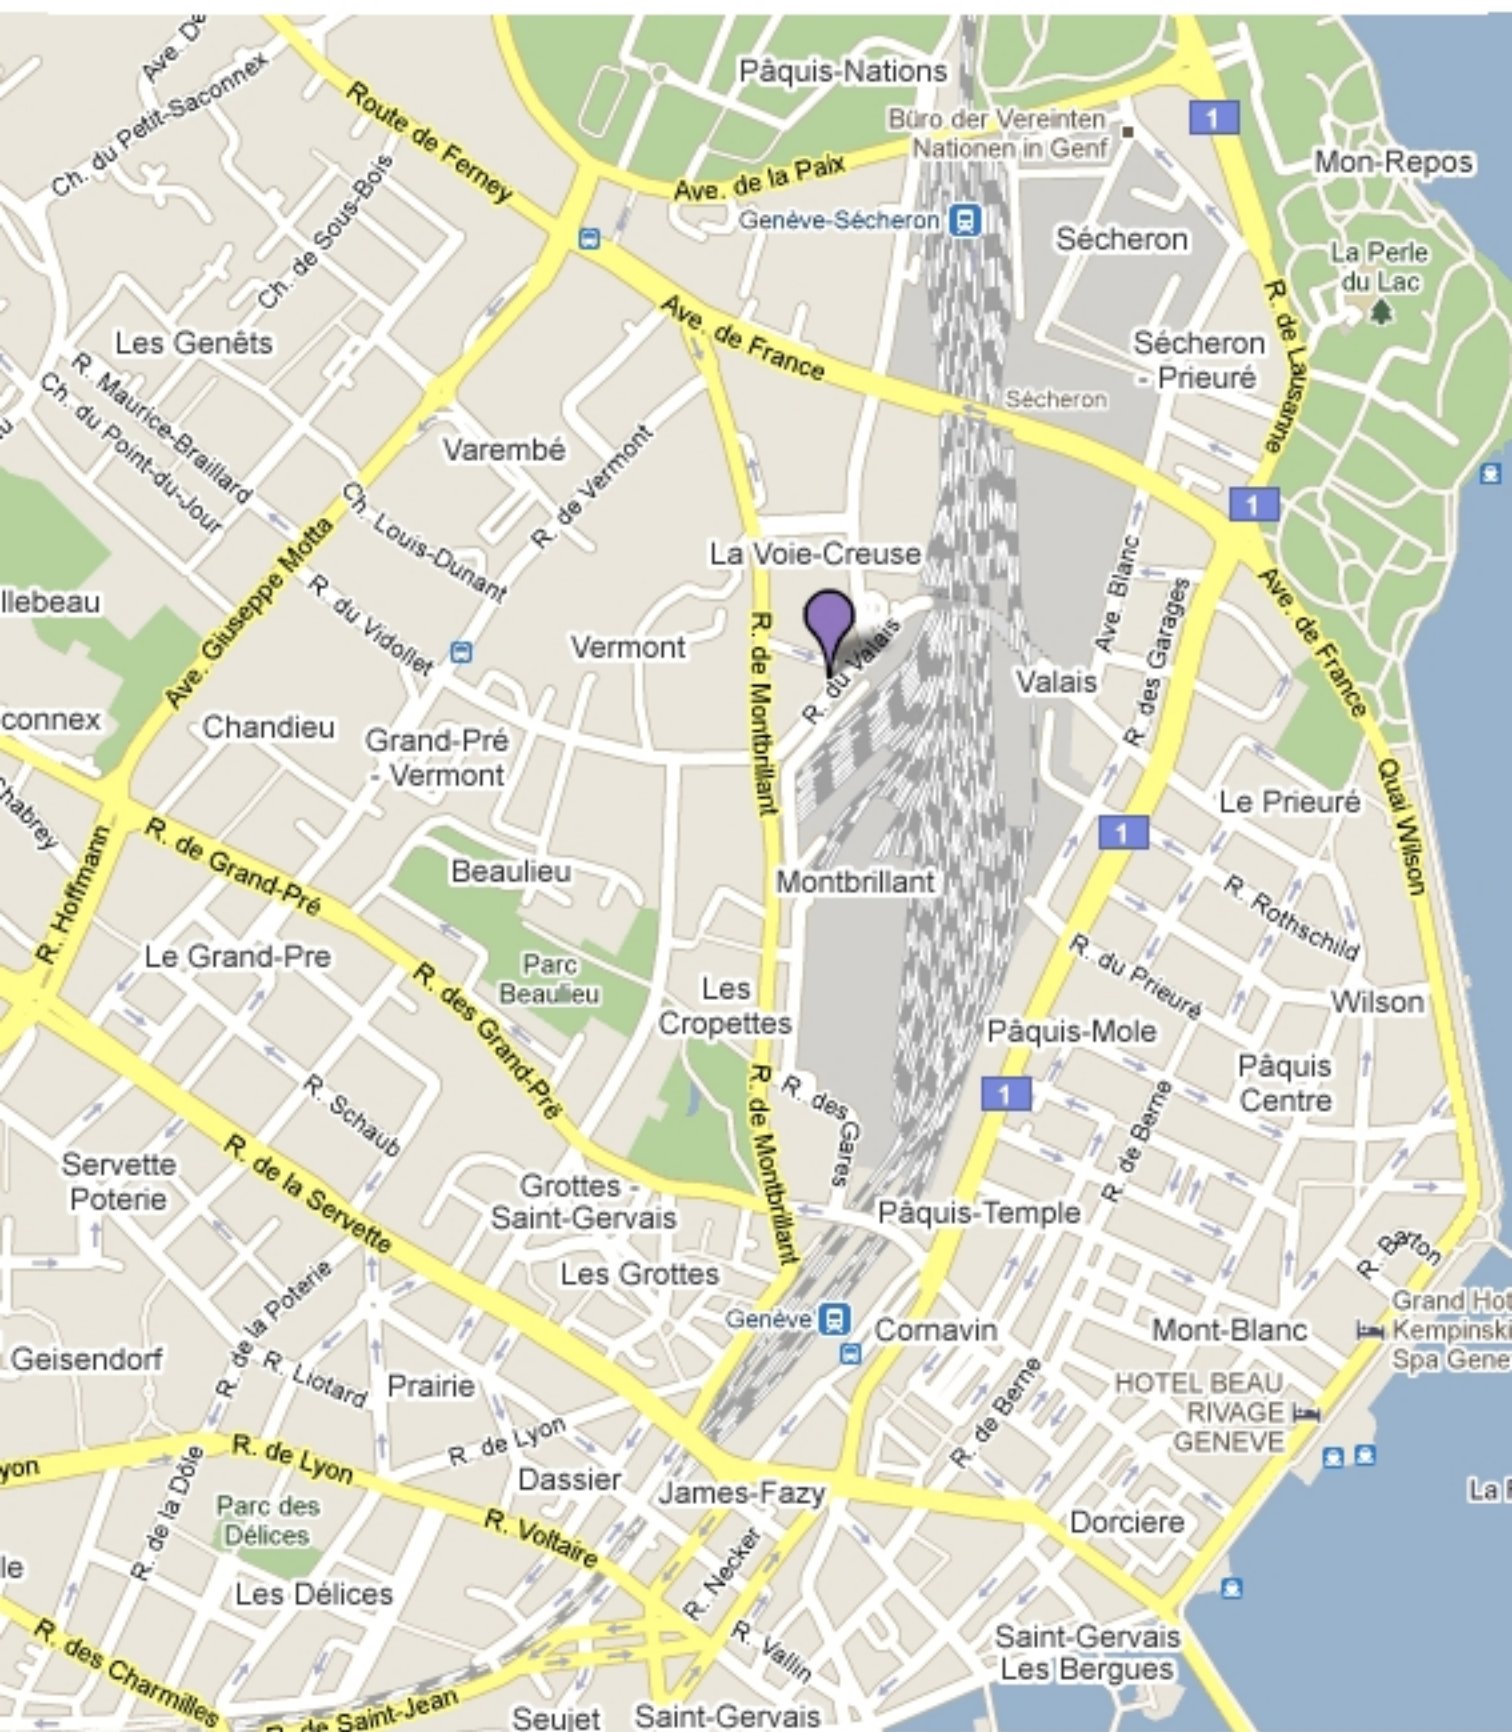 Ave. De
Ch. du Petit-Saconnex
Route de Ferney
Pâquis-Nations
Büro der Vereinten
Nationen in Genf
1
Mon-Repos
Ave. de la Paix
Ch. de Sous-Bois
Genève-Sécheron
Sécheron
La Perle
du Lac
R. de Lausanne
Les Genêts
Ave. de France
Sécheron
- Prieuré
Sécheron
R. Maurice-Braillard
Ch. du Point-du-Jour
Varembé
R. de Vermont
Ch. Louis-Dunant
1
La Voie-Creuse
Ave. Giuseppe Motta
R. du Vidollet
llebeau
Vermont
R. de Montbrillant
R. du Valais
Ave. Blanc
R. des Garages
Ave. de France
Valais
connex
Chandieu
Grand-Pré
- Vermont
Chabrey
Quai Wilson
Le Prieuré
1
R. de Grand-Pré
R. Hoffmann
Beaulieu
Montbrillant
R. Rothschild
Le Grand-Pre
Parc
Beaulieu
R. des Grand-Pré
Les
Cropettes
R. du Prieuré
Wilson
Pâquis-Mole
Pâquis
Centre
1
R. Schaub
R. de Montbrillant
R. des Gares
R. de Berne
Servette
Poterie
R. de la Servette
Grottes -
Saint-Gervais
Pâquis-Temple
R. Barton
Les Grottes
R. de la Poterie
Genève
Cornavin
Mont-Blanc
Grand Hot
Kempinski
Spa Gene
Geisendorf
R. Liotard
Prairie
HOTEL BEAU
RIVAGE
GENEVE
R. de Berne
R. de Lyon
yon
R. de Lyon
R. de la Dôle
Dassier
James-Fazy
La
Parc des
Délices
R. Voltaire
Dorciere
R. Necker
le
Les Délices
R. Vallin
Saint-Gervais
Les Bergues
R. des Charmilles
R. de Saint-Jean
Seujet
Saint-Gervais